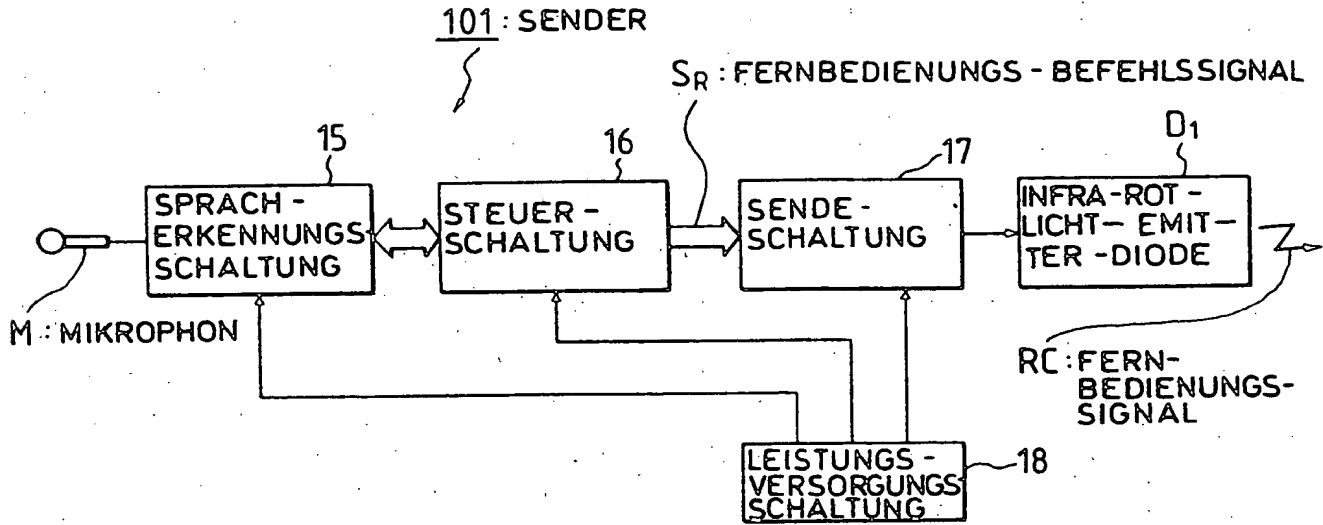 101 : SENDER
SR : FERNBEDIENUNGS - BEFEHLSSIGNAL
15
16
17
D1
SPRACH -
ERKENNUNGS
SCHALTUNG
STEUER -
SCHALTUNG
SENDE -
SCHALTUNG
INFRA-ROT -
LICHT - EMIT -
TER - DIODE
M : MIKROPHON
RC : FERN -
BEDIENUNGS -
SIGNAL
LEISTUNGS -
VERSORGUNGS
SCHALTUNG
18